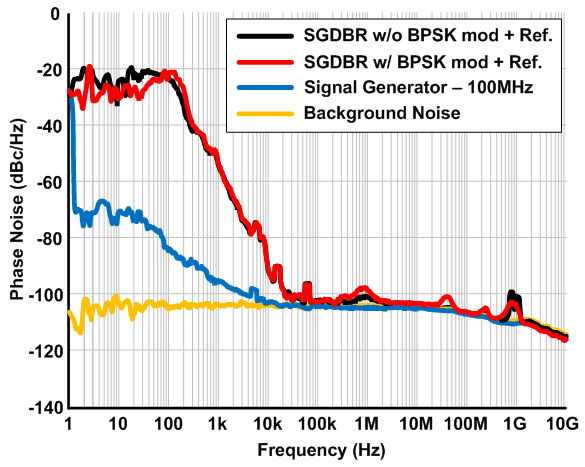 SGDBR w/o BPSK mod + Ref.
SGDBR w/ BPSK mod + Ref.
Signal Generator – 100MHz
Background Noise
Phase Noise (dBc/Hz)
0
-20
-40
-60
-80
-100
-120
-140
1 10 100 1k 10k 100k 1M 10M 100M 1G 10G
Frequency (Hz)